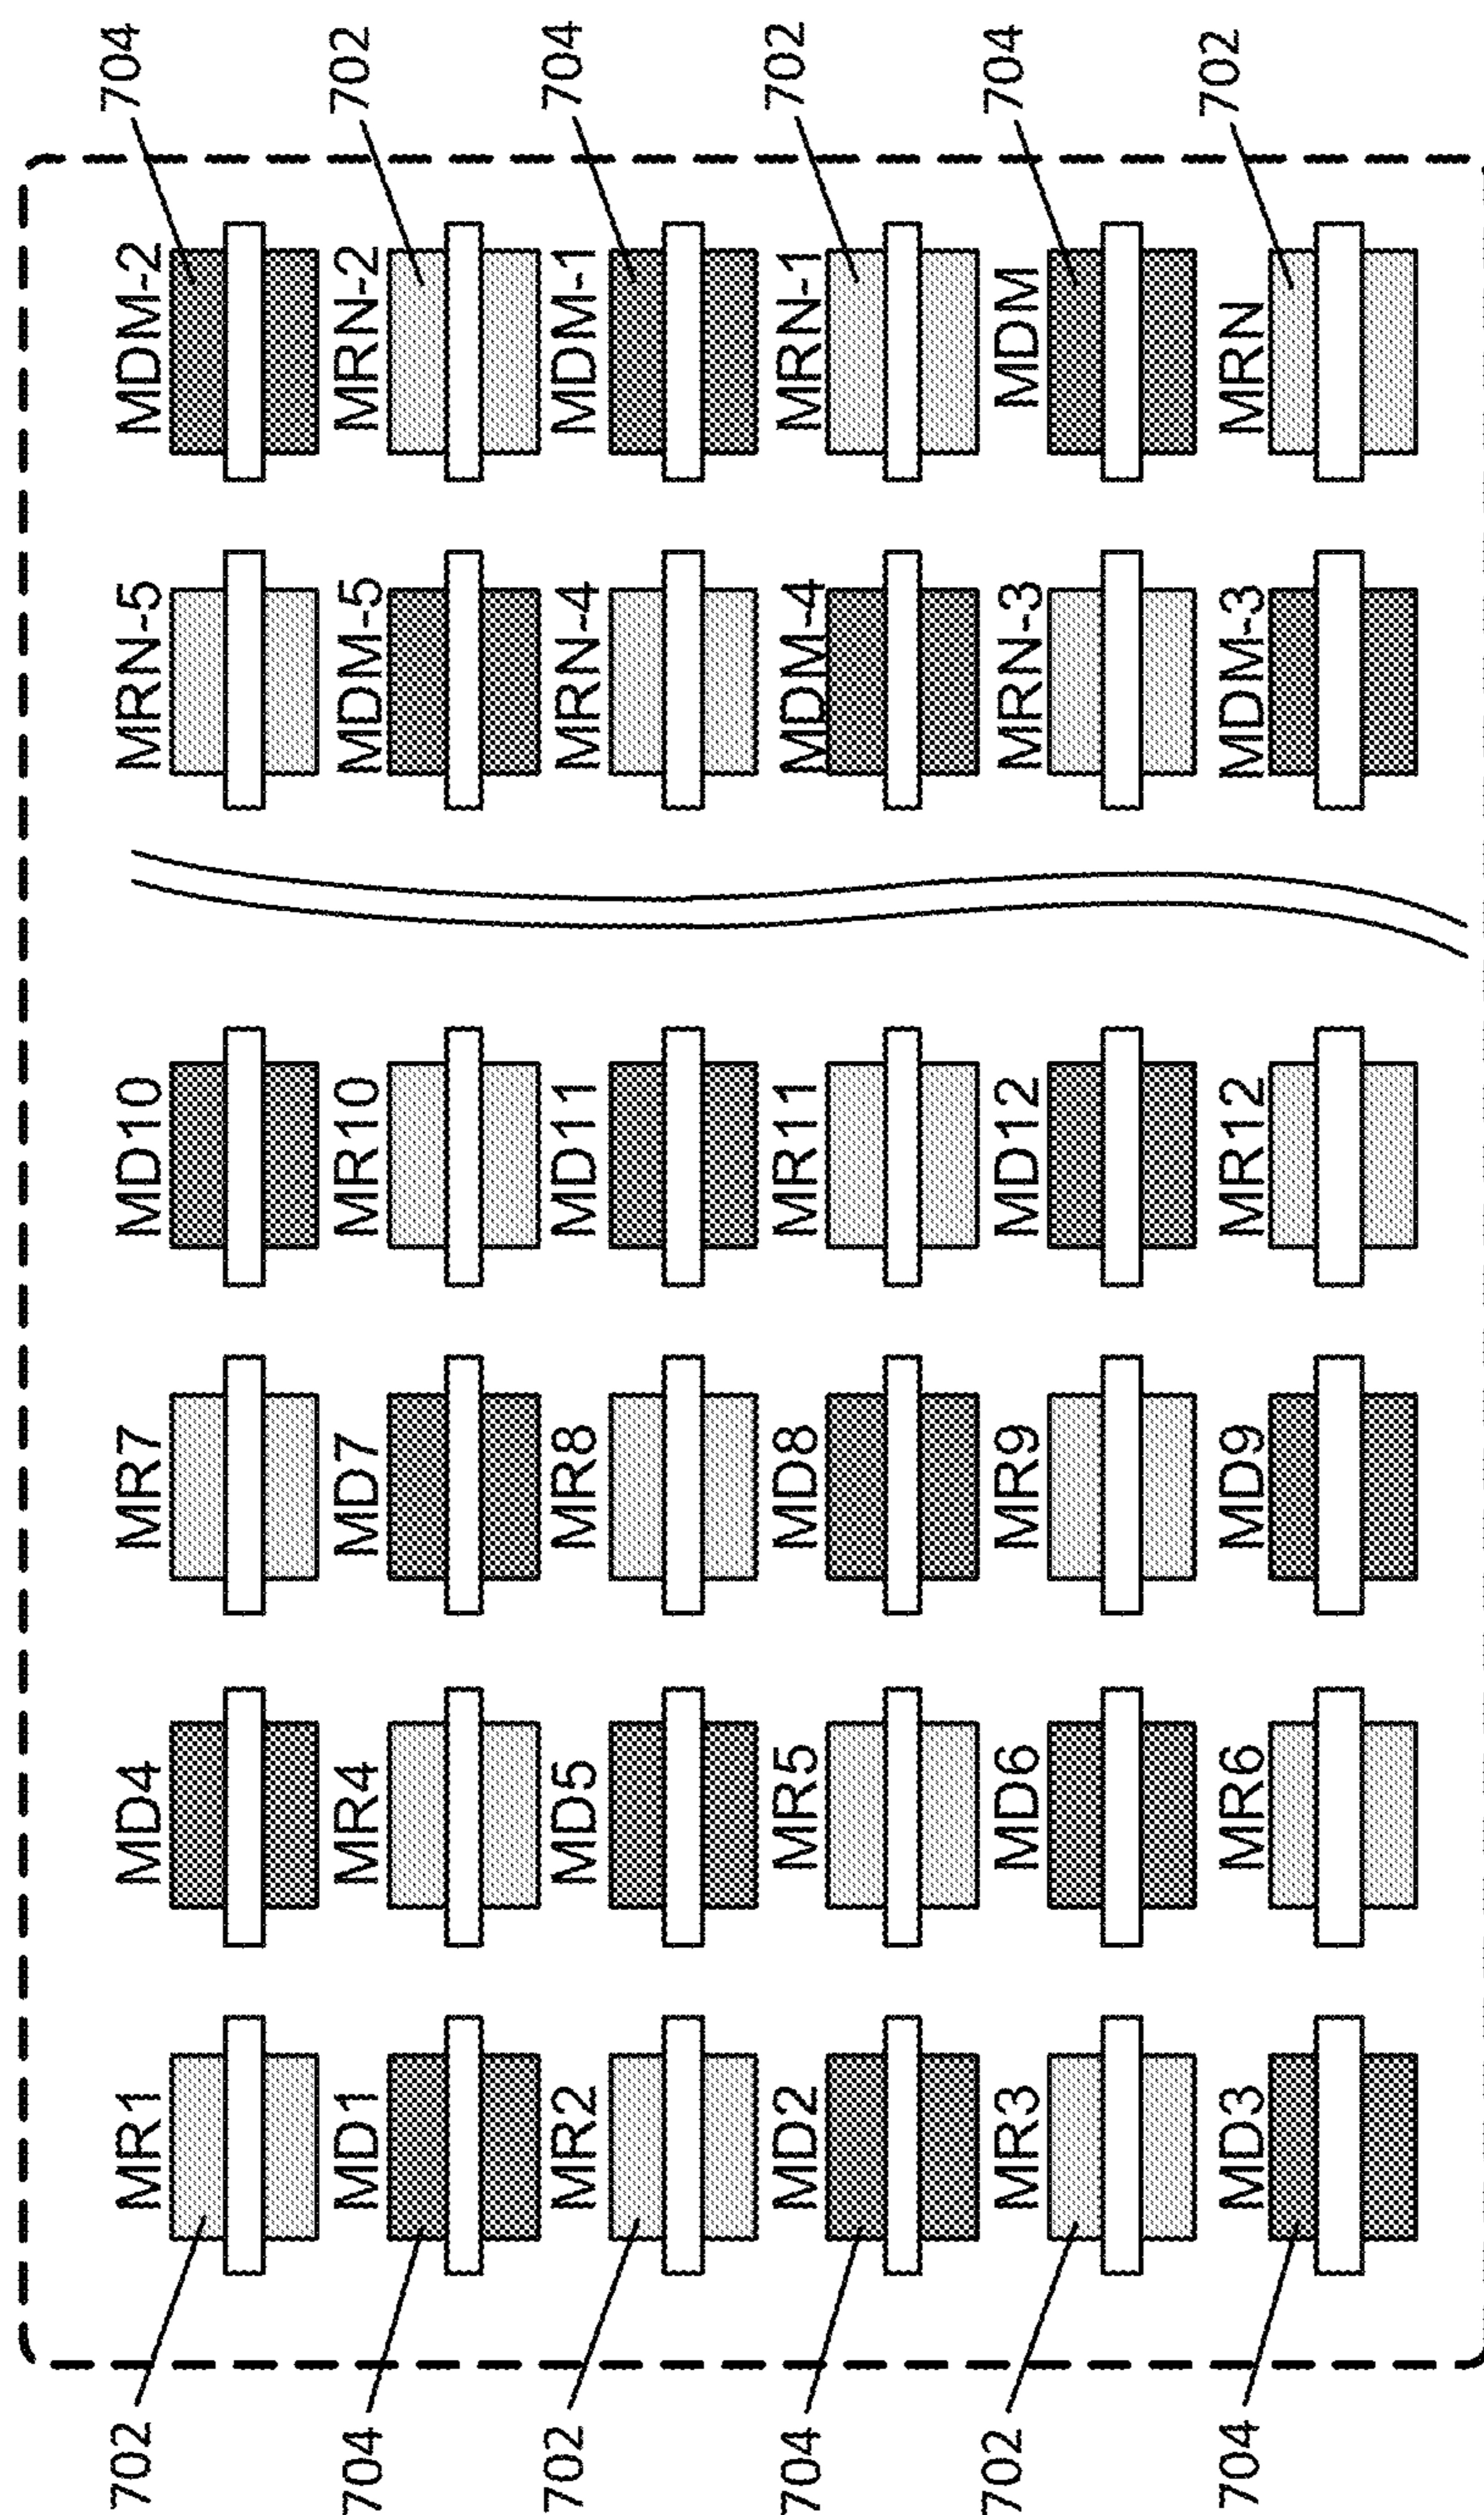 702 MR1 MD4 MR7 MD10 MRN-5 MDM-2 704
704 MD1 MR4 MD7 MR10 MDM-5 MRN-2 702
702 MR2 MD5 MR8 MD11 MRN-4 MDM-1 704
704 MD2 MR5 MD8 MR11 MDM-4 MRN-1 702
702 MR3 MD6 MR9 MD12 MRN-3 MDM 704
704 MD3 MR6 MD9 MR12 MDM-3 MRN 702